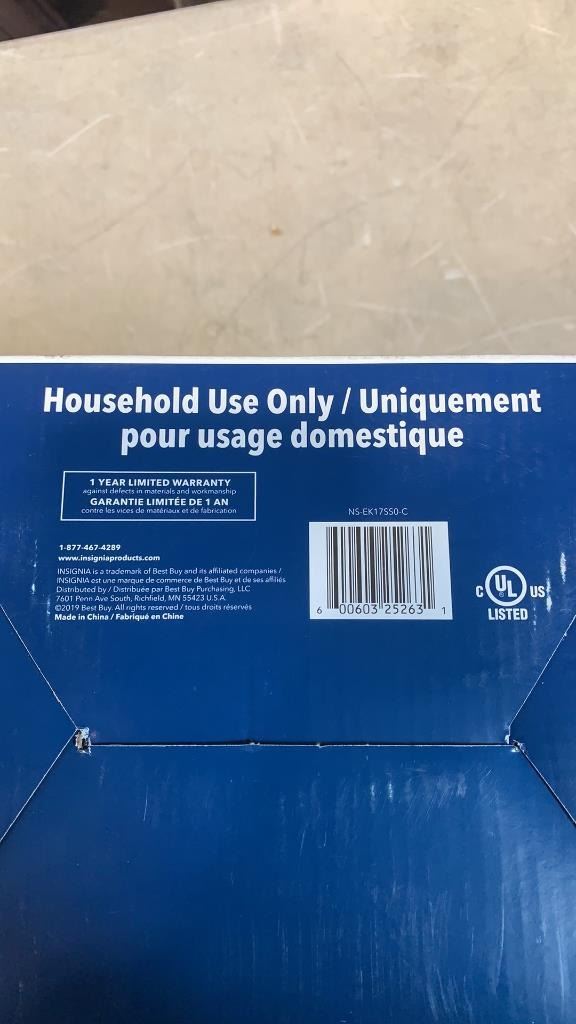 Household Use Only / Uniquement
pour usage domestique
1 YEAR LIMITED WARRANTY
against defects in materials and workmanship
GARANTIE LIMITÉE DE 1 AN
contre les vices de matériaux et de fabrication
NS-EK17SS0-C
1-877-467-4289
www.insigniaproducts.com
INSIGNIA is a trademark of Best Buy and its affiliated companies /
INSIGNIA est une marque de commerce de Best Buy et de ses affiliés
Distributed by / Distribuée par Best Buy Purchasing, LLC
7601 Penn Ave South, Richfield, MN 55423 U.S.A.
©2019 Best Buy. All rights reserved / tous droits réservés
Made in China / Fabriqué en Chine
6 00603 25263 1
C UL US
LISTED